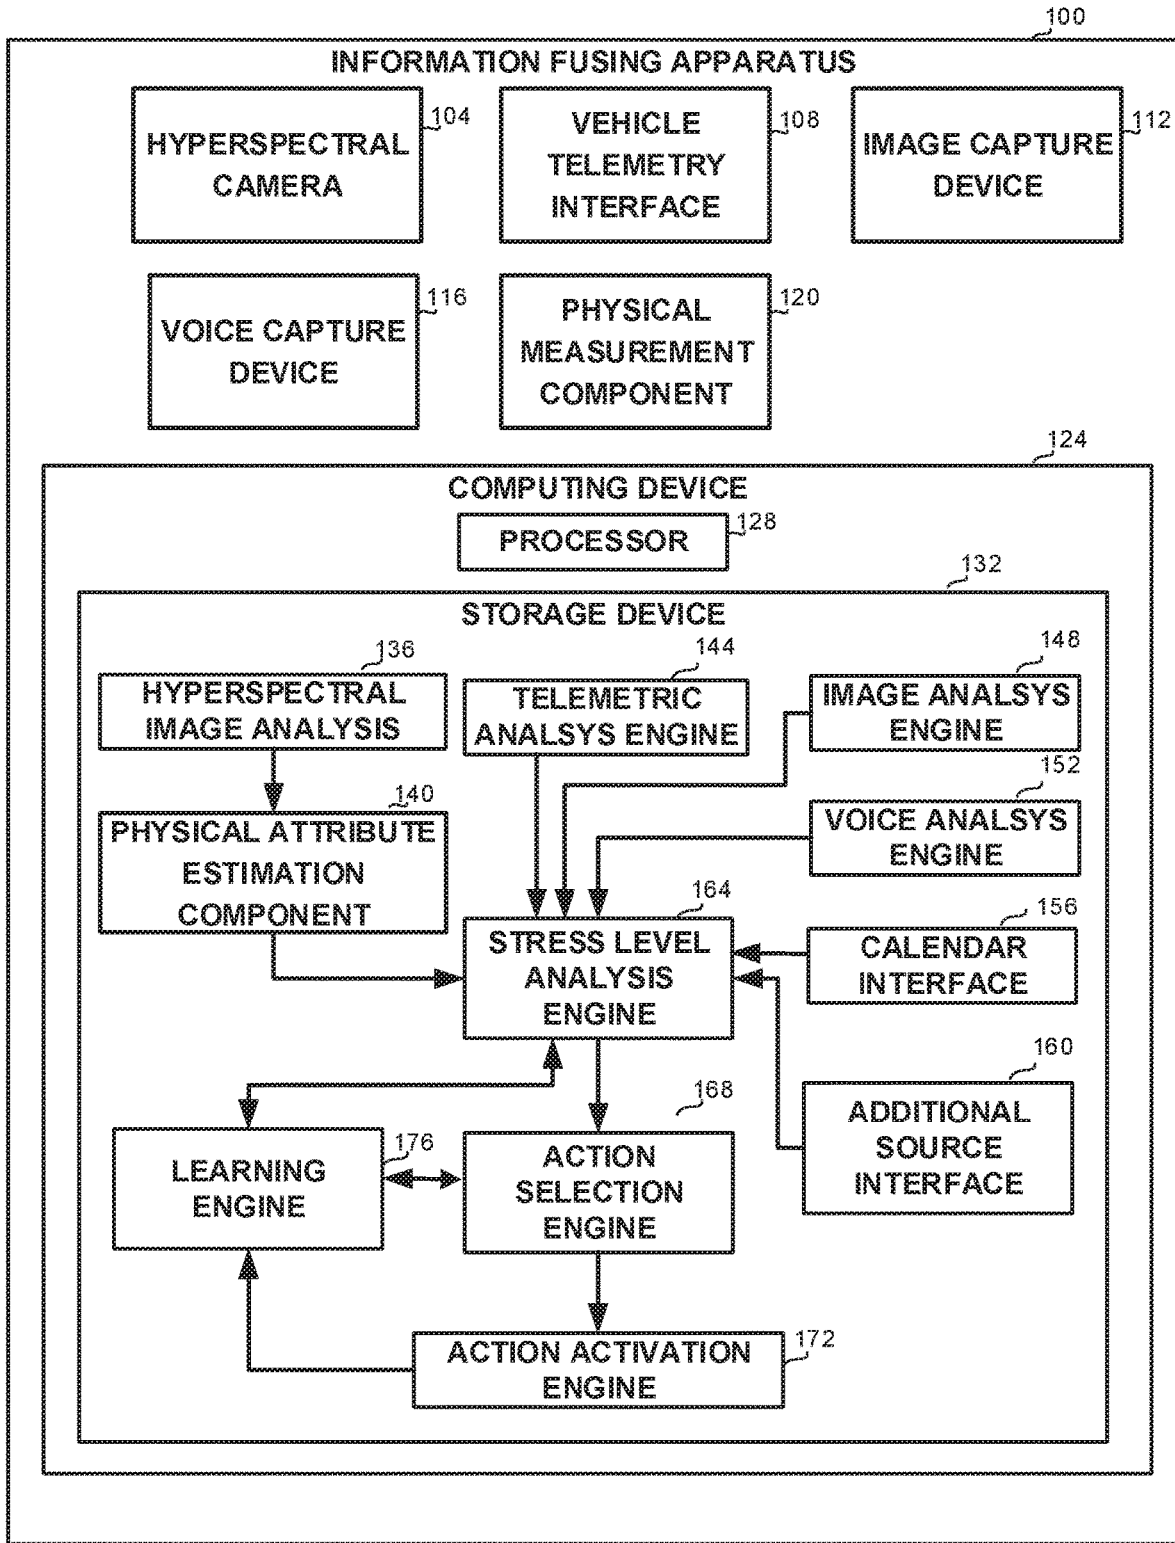 100
INFORMATION FUSING APPARATUS
104
HYPERSPECTRAL
CAMERA
108
VEHICLE
TELEMETRY
INTERFACE
112
IMAGE CAPTURE
DEVICE
116
VOICE CAPTURE
DEVICE
120
PHYSICAL
MEASUREMENT
COMPONENT
124
COMPUTING DEVICE
PROCESSOR
128
132
STORAGE DEVICE
136
HYPERSPECTRAL
IMAGE ANALYSIS
144
TELEMETRIC
ANALSYS ENGINE
148
IMAGE ANALSYS
ENGINE
140
PHYSICAL ATTRIBUTE
ESTIMATION
COMPONENT
152
VOICE ANALSYS
ENGINE
164
STRESS LEVEL
ANALYSIS
ENGINE
156
CALENDAR
INTERFACE
160
ADDITIONAL
SOURCE
INTERFACE
176
LEARNING
ENGINE
168
ACTION
SELECTION
ENGINE
172
ACTION ACTIVATION
ENGINE